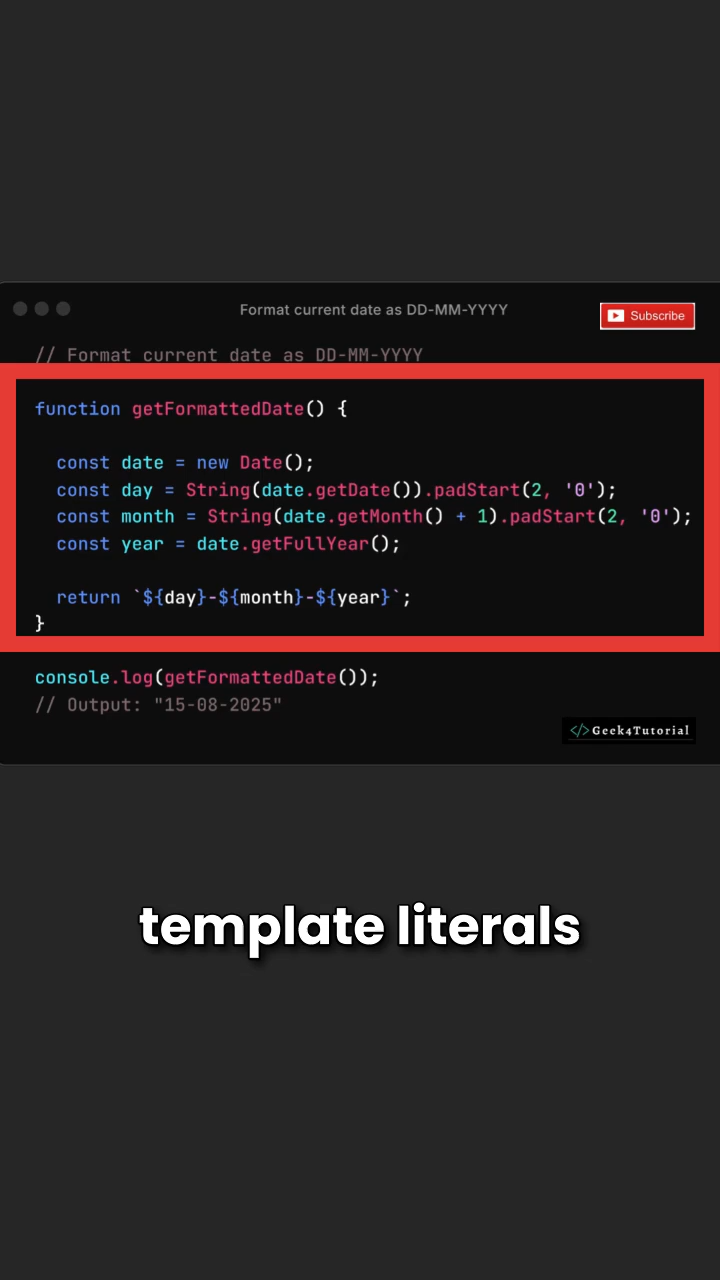 Format current date as DD-MM-YYYY
Subscribe
// Format current date as DD-MM-YYYY
function getFormattedDate() {
const date = new Date();
const day = String(date.getDate()).padStart(2, '0');
const month = String(date.getMonth() + 1).padStart(2, '0');
const year = date.getFullYear();
return `${day}-${month}-${year}`;
}
console.log(getFormattedDate());
// Output: "15-08-2025"
</>Geek4Tutorial
template literals